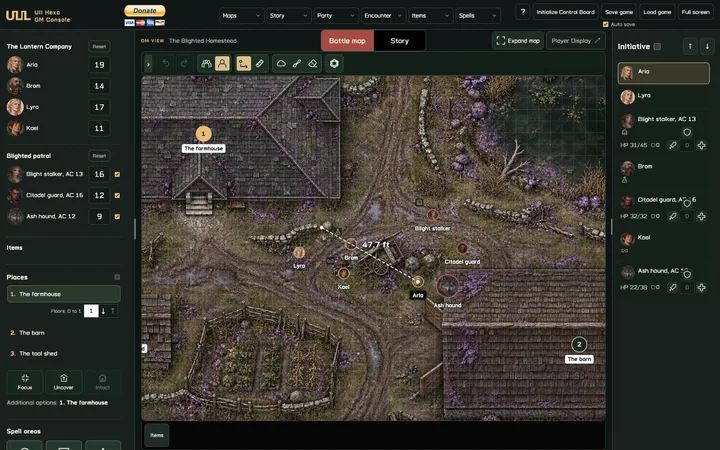 Ull Hexa
GM Console
Donate
Maps
Story
Party
Encounter
Items
Spells
?
Initialize Control Board
Save game
Load game
Full screen
Auto save
The Lantern Company
Reset
Aria 19
Brom 14
Lyra 17
Kael 11
Blighted patrol
Reset
Blight stalker, AC 13 16
Citadel guard, AC 16 12
Ash hound, AC 12 9
Items
Places
1. The farmhouse
Floors: 0 to 1 1
2. The barn
3. The tool shed
Focus
Uncover
Intact
Additional options: 1. The farmhouse
Spell areas
GM VIEW The Blighted Homestead
Battle map
Story
Expand map
Player Display
1
The farmhouse
Blight stalker
47.7 ft
Brom
Citadel guard
Lyra
Kael
Aria
Ash hound
2
The barn
Items
Initiative
Aria
Lyra
Blight stalker, AC 13
HP 31/45 0 0
Brom
Citadel guard, AC 16
HP 32/32 0 0
Kael
Ash hound, AC
HP 22/38 0 0